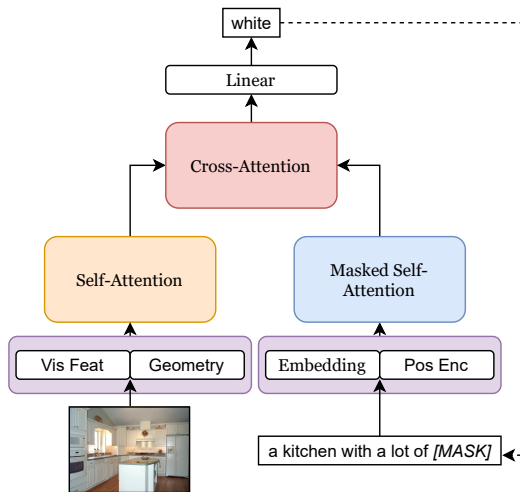 white
Linear
Cross-Attention
Self-Attention
Masked Self-
Attention
Vis Feat
Geometry
Embedding
Pos Enc
a kitchen with a lot of [MASK]